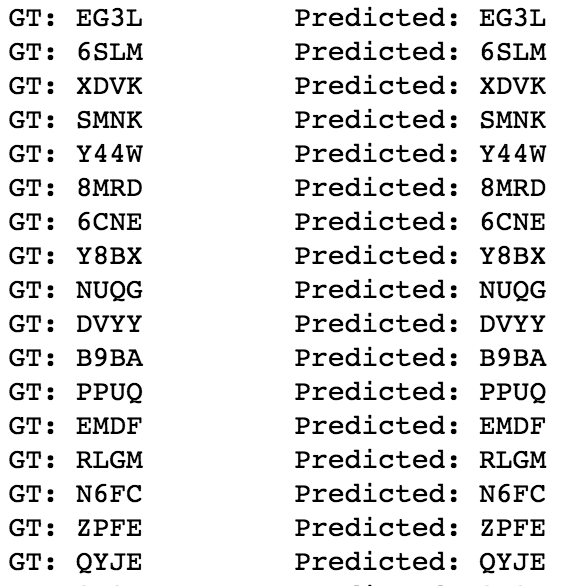 GT: EG3L Predicted: EG3L
GT: 6SLM Predicted: 6SLM
GT: XDVK Predicted: XDVK
GT: SMNK Predicted: SMNK
GT: Y44W Predicted: Y44W
GT: 8MRD Predicted: 8MRD
GT: 6CNE Predicted: 6CNE
GT: Y8BX Predicted: Y8BX
GT: NUQG Predicted: NUQG
GT: DVYY Predicted: DVYY
GT: B9BA Predicted: B9BA
GT: PPUQ Predicted: PPUQ
GT: EMDF Predicted: EMDF
GT: RLGM Predicted: RLGM
GT: N6FC Predicted: N6FC
GT: ZPFE Predicted: ZPFE
GT: QYJE Predicted: QYJE